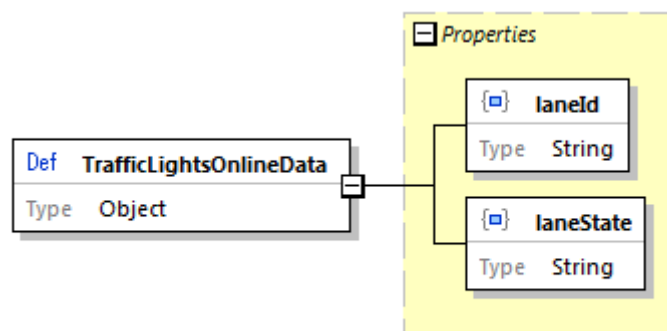 Properties
laneId
Type String
Def TrafficLightsOnlineData
Type Object
laneState
Type String